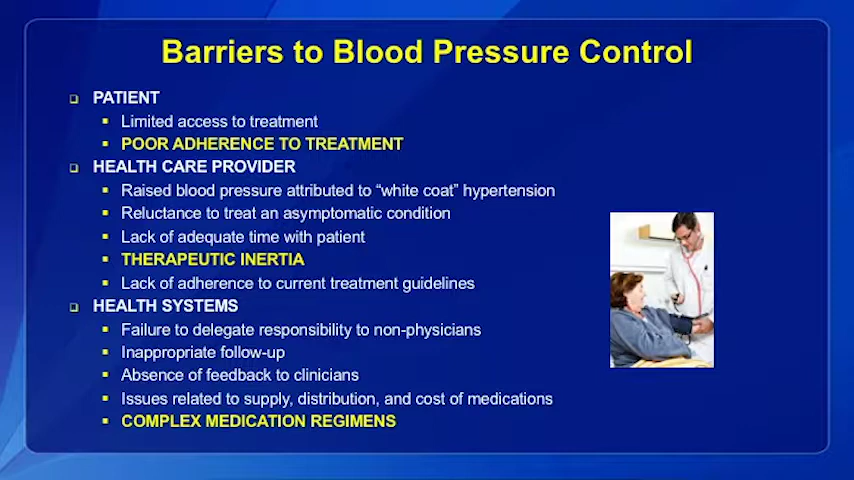 Barriers to Blood Pressure Control
PATIENT
Limited access to treatment
POOR ADHERENCE TO TREATMENT
HEALTH CARE PROVIDER
Raised blood pressure attributed to “white coat” hypertension
Reluctance to treat an asymptomatic condition
Lack of adequate time with patient
THERAPEUTIC INERTIA
Lack of adherence to current treatment guidelines
HEALTH SYSTEMS
Failure to delegate responsibility to non-physicians
Inappropriate follow-up
Absence of feedback to clinicians
Issues related to supply, distribution, and cost of medications
COMPLEX MEDICATION REGIMENS